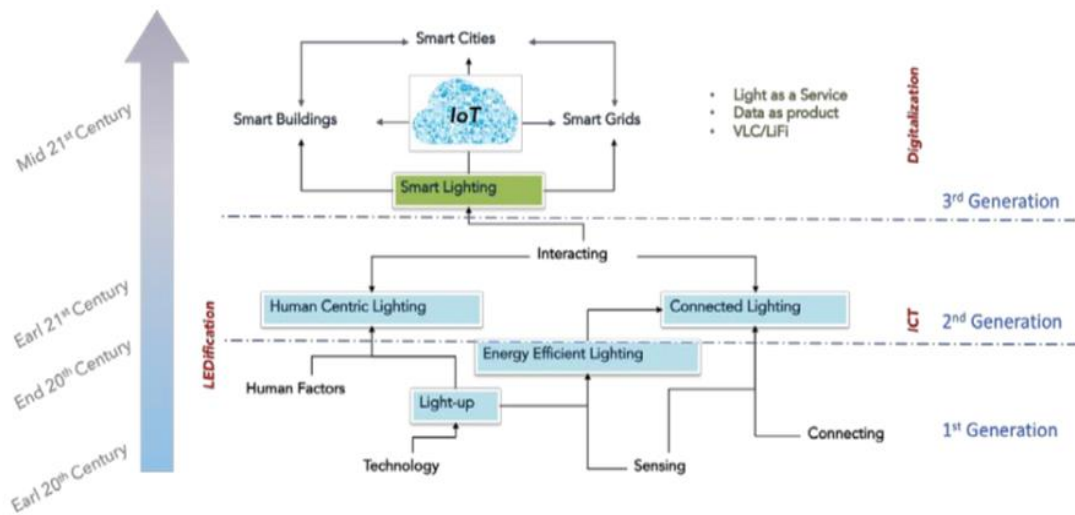 Smart Cities
IoT
Smart Buildings
Smart Grids
• Light as a Service
• Data as product
• VLC/LiFi
Digitalization
Mid 21st Century
Smart Lighting
3rd Generation
Interacting
Earl 21st Century
Human Centric Lighting
Connected Lighting
ICT
2nd Generation
LEDification
End 20th Century
Energy Efficient Lighting
Human Factors
Light-up
Connecting
1st Generation
Technology
Sensing
Earl 20th Century